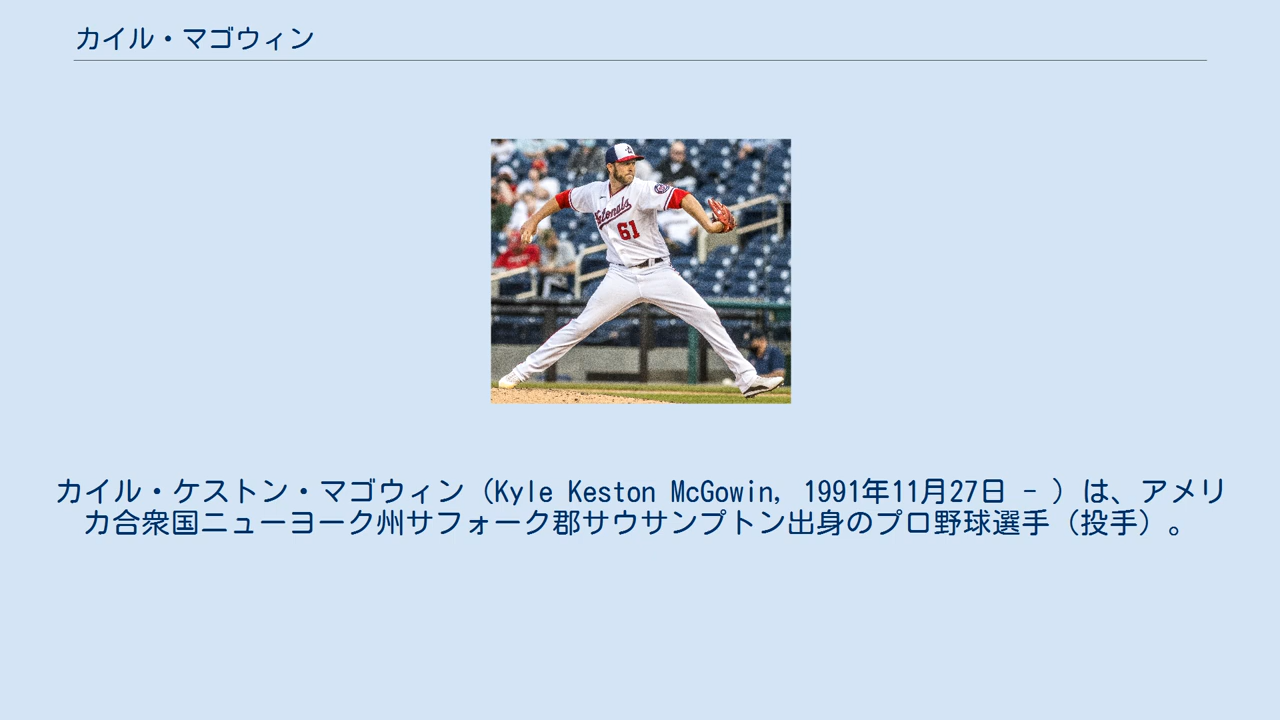 カイル・マゴウィン
61
カイル・ケストン・マゴウィン（Kyle Keston McGowin, 1991年11月27日 - ）は、アメリ
カ合衆国ニューヨーク州サフォーク郡サウサンプトン出身のプロ野球選手（投手）。